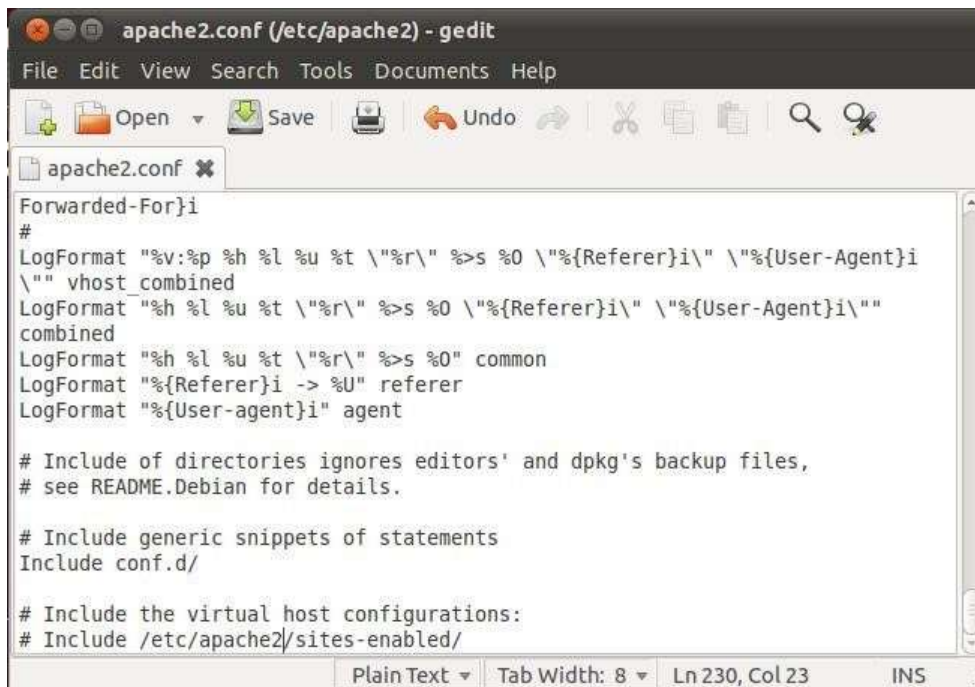 apache2.conf (/etc/apache2) - gedit
File Edit View Search Tools Documents Help
Open Save Undo
apache2.conf
Forwarded-For}i
#
LogFormat "%v:%p %h %l %u %t \"%r\" %>s %O \"%{Referer}i\" \"%{User-Agent}i
\"" vhost_combined
LogFormat "%h %l %u %t \"%r\" %>s %O \"%{Referer}i\" \"%{User-Agent}i\""
combined
LogFormat "%h %l %u %t \"%r\" %>s %O" common
LogFormat "%{Referer}i -> %U" referer
LogFormat "%{User-agent}i" agent
# Include of directories ignores editors' and dpkg's backup files,
# see README.Debian for details.
# Include generic snippets of statements
Include conf.d/
# Include the virtual host configurations:
# Include /etc/apache2/sites-enabled/
Plain Text Tab Width: 8 Ln 230, Col 23 INS